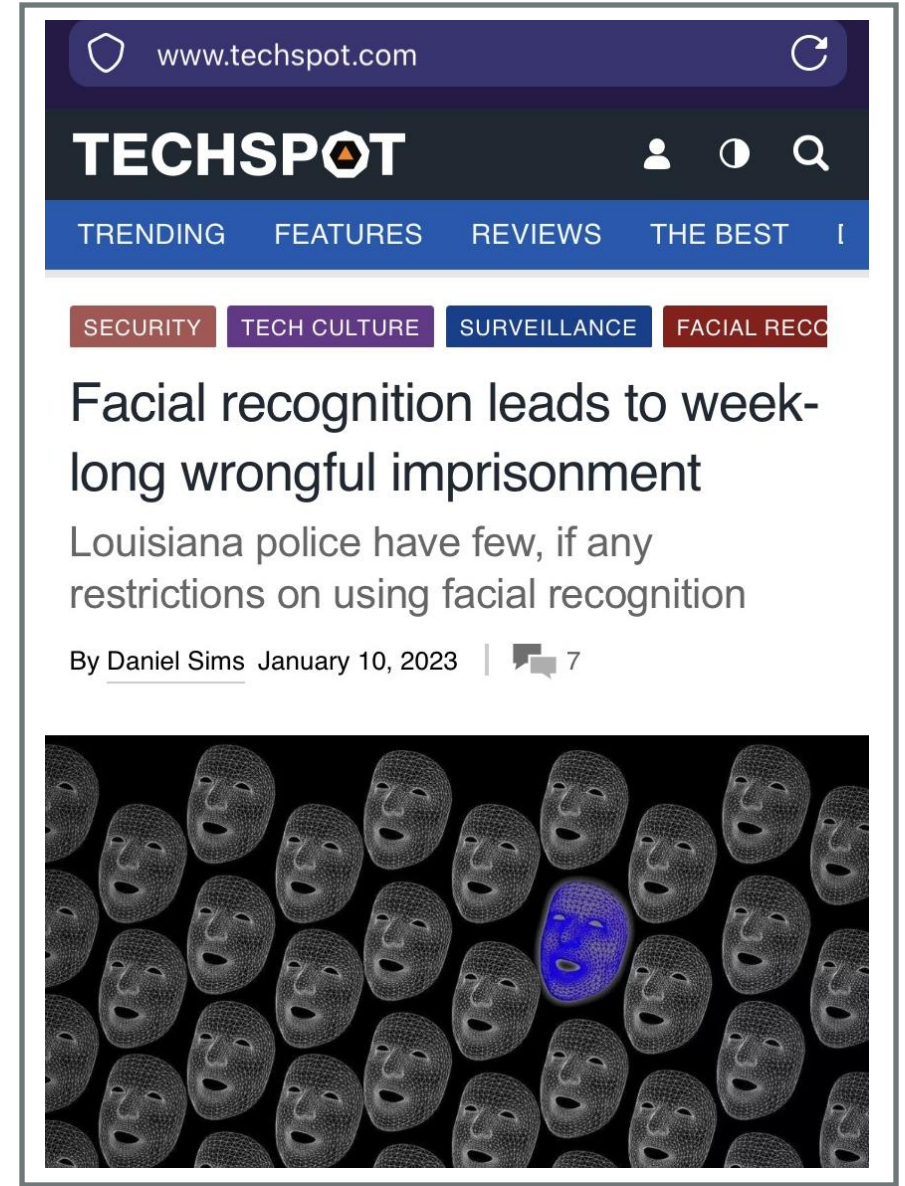 www.techspot.com
TECHSPOT
TRENDING FEATURES REVIEWS THE BEST
SECURITY TECH CULTURE SURVEILLANCE FACIAL RECO
Facial recognition leads to week-
long wrongful imprisonment
Louisiana police have few, if any
restrictions on using facial recognition
By Daniel Sims January 10, 2023 7